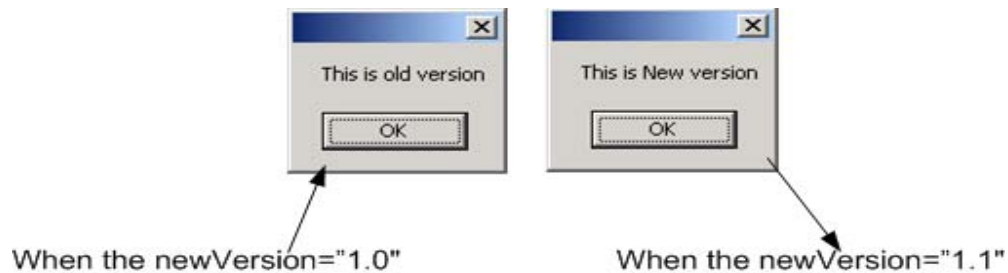 This is old version
OK
This is New version
OK
When the newVersion="1.0"
When the newVersion="1.1"